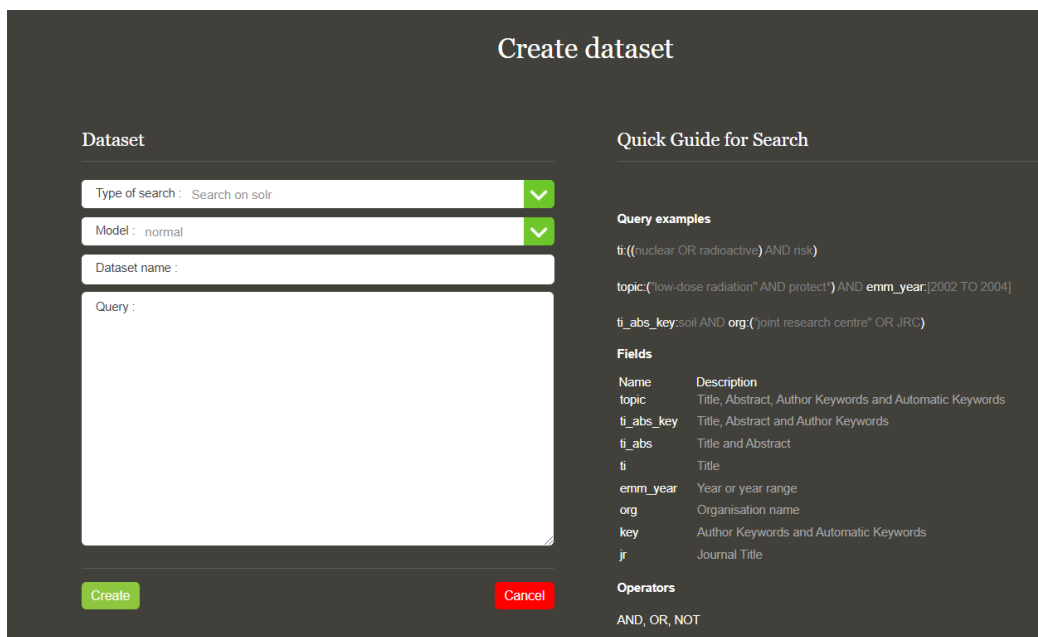 Create dataset
Dataset
Type of search : Search on solr
Model : normal
Dataset name :
Query :
Create
Cancel
Quick Guide for Search
Query examples
ti:((nuclear OR radioactive) AND risk)
topic:("low-dose radiation" AND protect*) AND emm_year:[2002 TO 2004]
ti_abs_key:soil AND org:("joint research centre" OR JRC)
Fields
Name Description
topic Title, Abstract, Author Keywords and Automatic Keywords
ti_abs_key Title, Abstract and Author Keywords
ti_abs Title and Abstract
ti Title
emm_year Year or year range
org Organisation name
key Author Keywords and Automatic Keywords
jr Journal Title
Operators
AND, OR, NOT